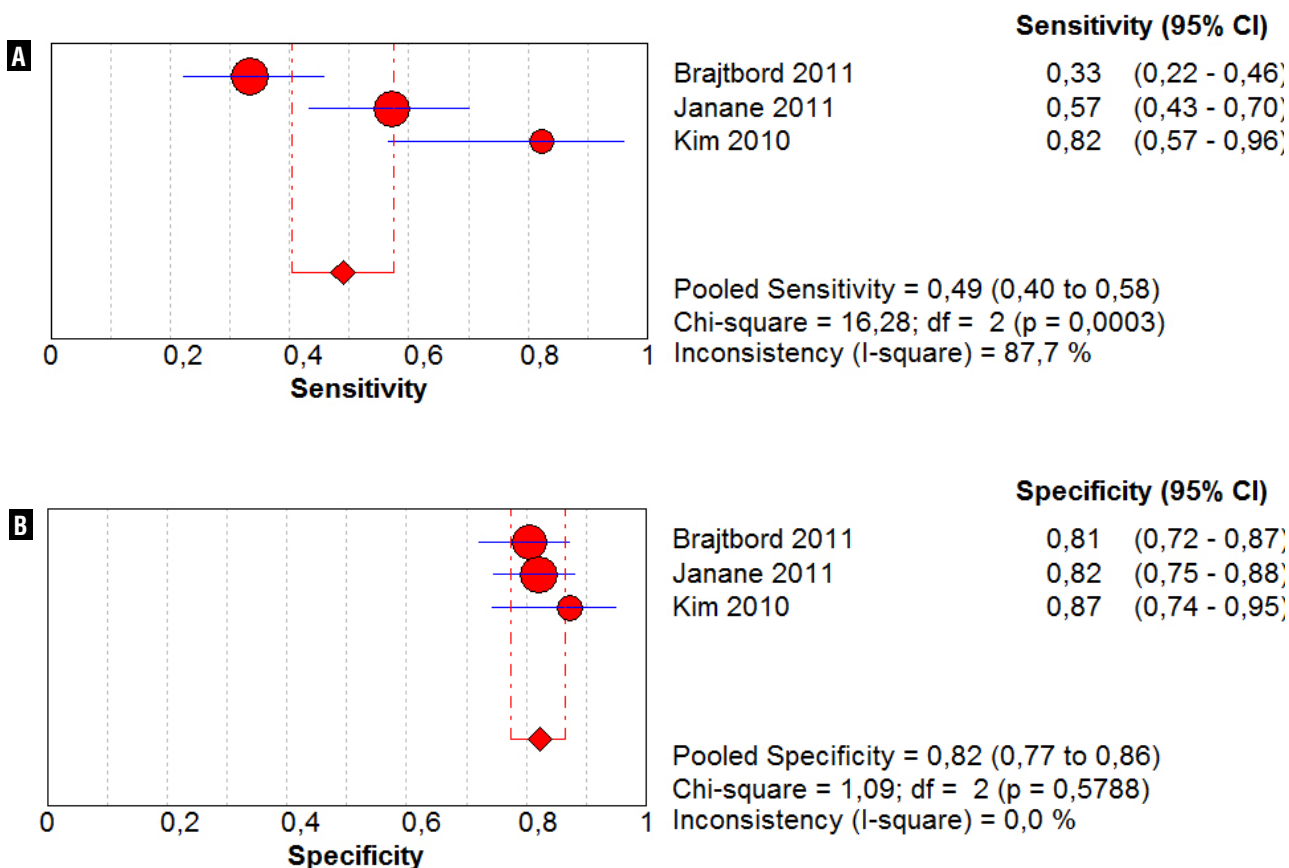 A
Sensitivity (95% CI)
Brajtbord 2011 0,33 (0,22 - 0,46)
Janane 2011 0,57 (0,43 - 0,70)
Kim 2010 0,82 (0,57 - 0,96)
Pooled Sensitivity = 0,49 (0,40 to 0,58)
Chi-square = 16,28; df = 2 (p = 0,0003)
Inconsistency (I-square) = 87,7 %
0 0,2 0,4 0,6 0,8 1
Sensitivity
B
Specificity (95% CI)
Brajtbord 2011 0,81 (0,72 - 0,87)
Janane 2011 0,82 (0,75 - 0,88)
Kim 2010 0,87 (0,74 - 0,95)
Pooled Specificity = 0,82 (0,77 to 0,86)
Chi-square = 1,09; df = 2 (p = 0,5788)
Inconsistency (I-square) = 0,0 %
0 0,2 0,4 0,6 0,8 1
Specificity